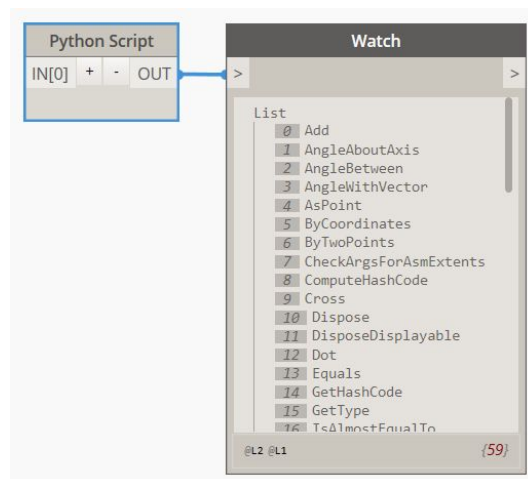 Python Script
IN[0] + - OUT
Watch
> >
List
0 Add
1 AngleAboutAxis
2 AngleBetween
3 AngleWithVector
4 AsPoint
5 ByCoordinates
6 ByTwoPoints
7 CheckArgsForAsmExtents
8 ComputeHashCode
9 Cross
10 Dispose
11 DisposeDisplayable
12 Dot
13 Equals
14 GetHashCode
15 GetType
16 IsAlmostEqualTo
@L2 @L1 {59}